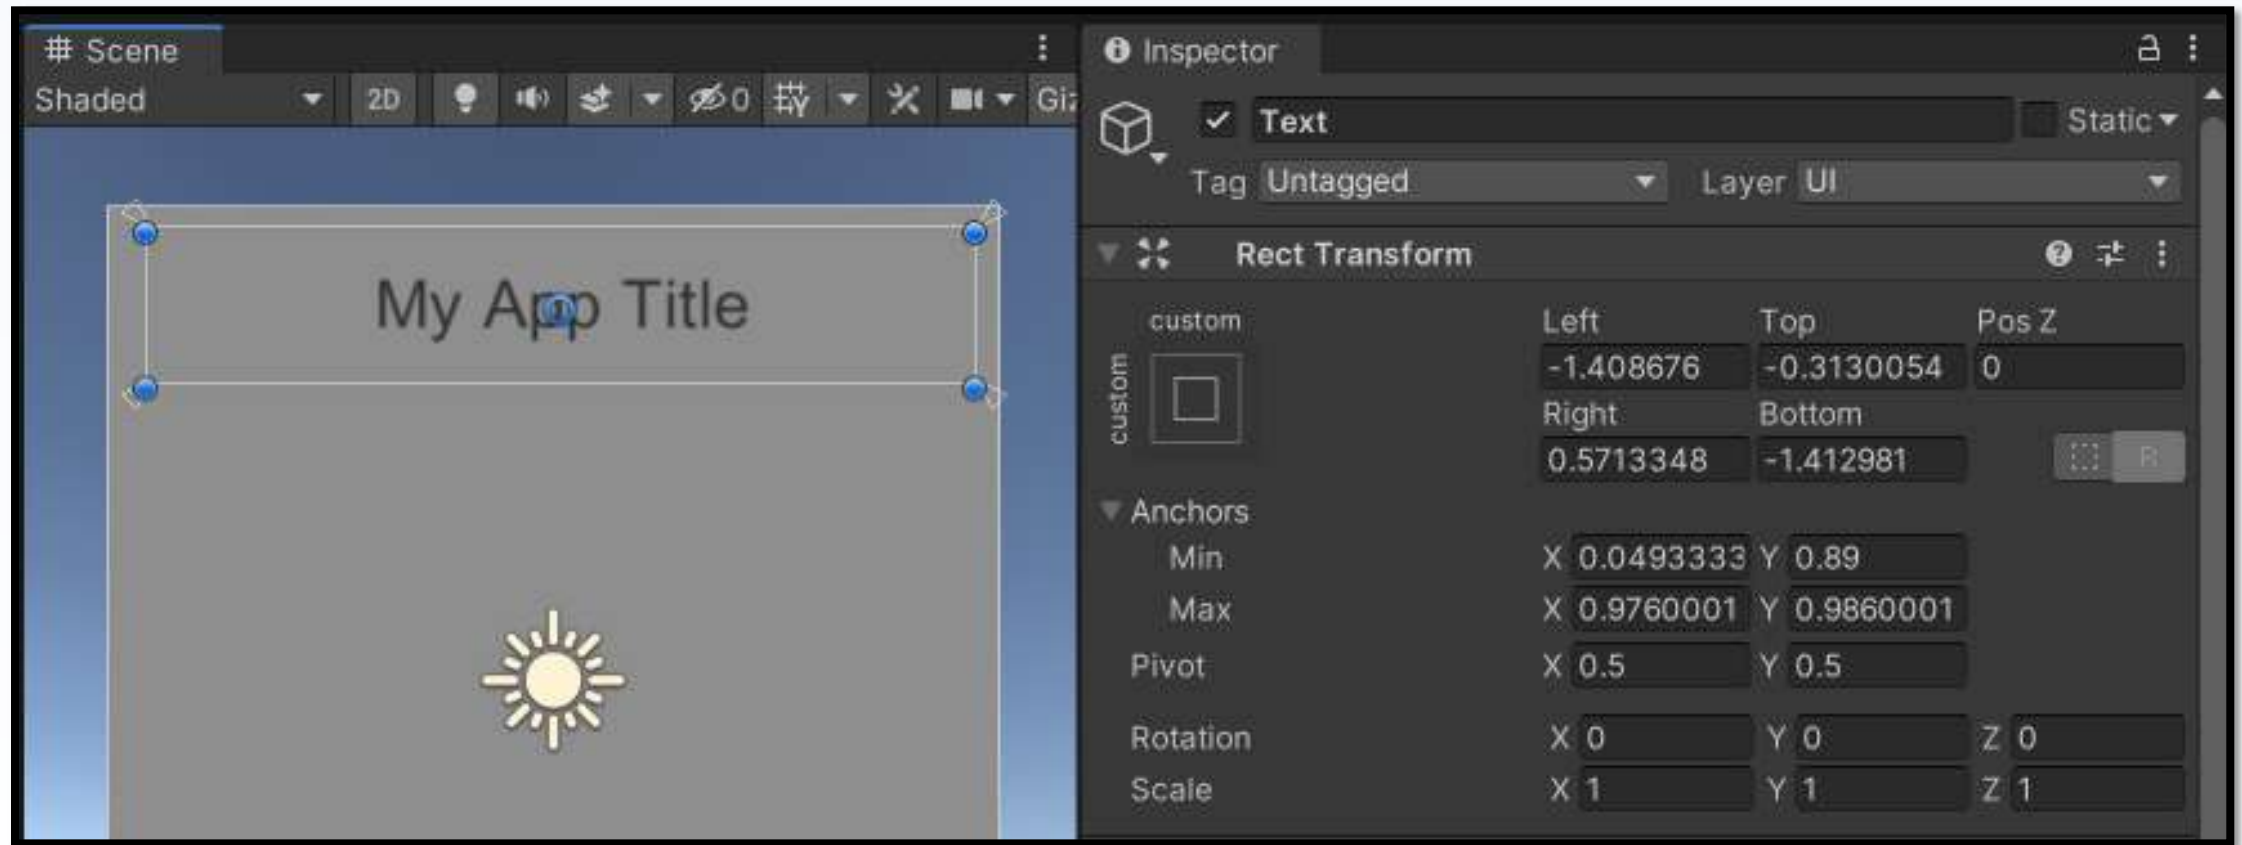 Scene
Shaded 2D 0 Giz
My App Title
Inspector
Text Static
Tag Untagged Layer UI
Rect Transform
custom Left Top Pos Z
custom -1.408676 -0.3130054 0
Right Bottom
0.5713348 -1.412981 R
Anchors
Min X 0.0493333 Y 0.89
Max X 0.9760001 Y 0.9860001
Pivot X 0.5 Y 0.5
Rotation X 0 Y 0 Z 0
Scale X 1 Y 1 Z 1